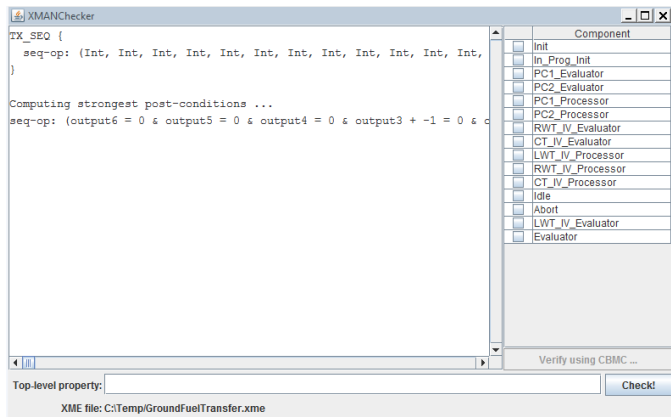 XMANChecker
TX_SEQ {
seq-op: (Int, Int, Int, Int, Int, Int, Int, Int, Int, Int, Int, Int,
}
Computing strongest post-conditions ...
seq-op: (output6 = 0 & output5 = 0 & output4 = 0 & output3 + -1 = 0 & o
Component
Init
In_Prog_Init
PC1_Evaluator
PC2_Evaluator
PC1_Processor
PC2_Processor
RWT_IV_Evaluator
CT_IV_Evaluator
LWT_IV_Processor
RWT_IV_Processor
CT_IV_Processor
Idle
Abort
LWT_IV_Evaluator
Evaluator
Verify using CBMC ...
Top-level property:
Check!
XME file: C:\Temp/GroundFuelTransfer.xme